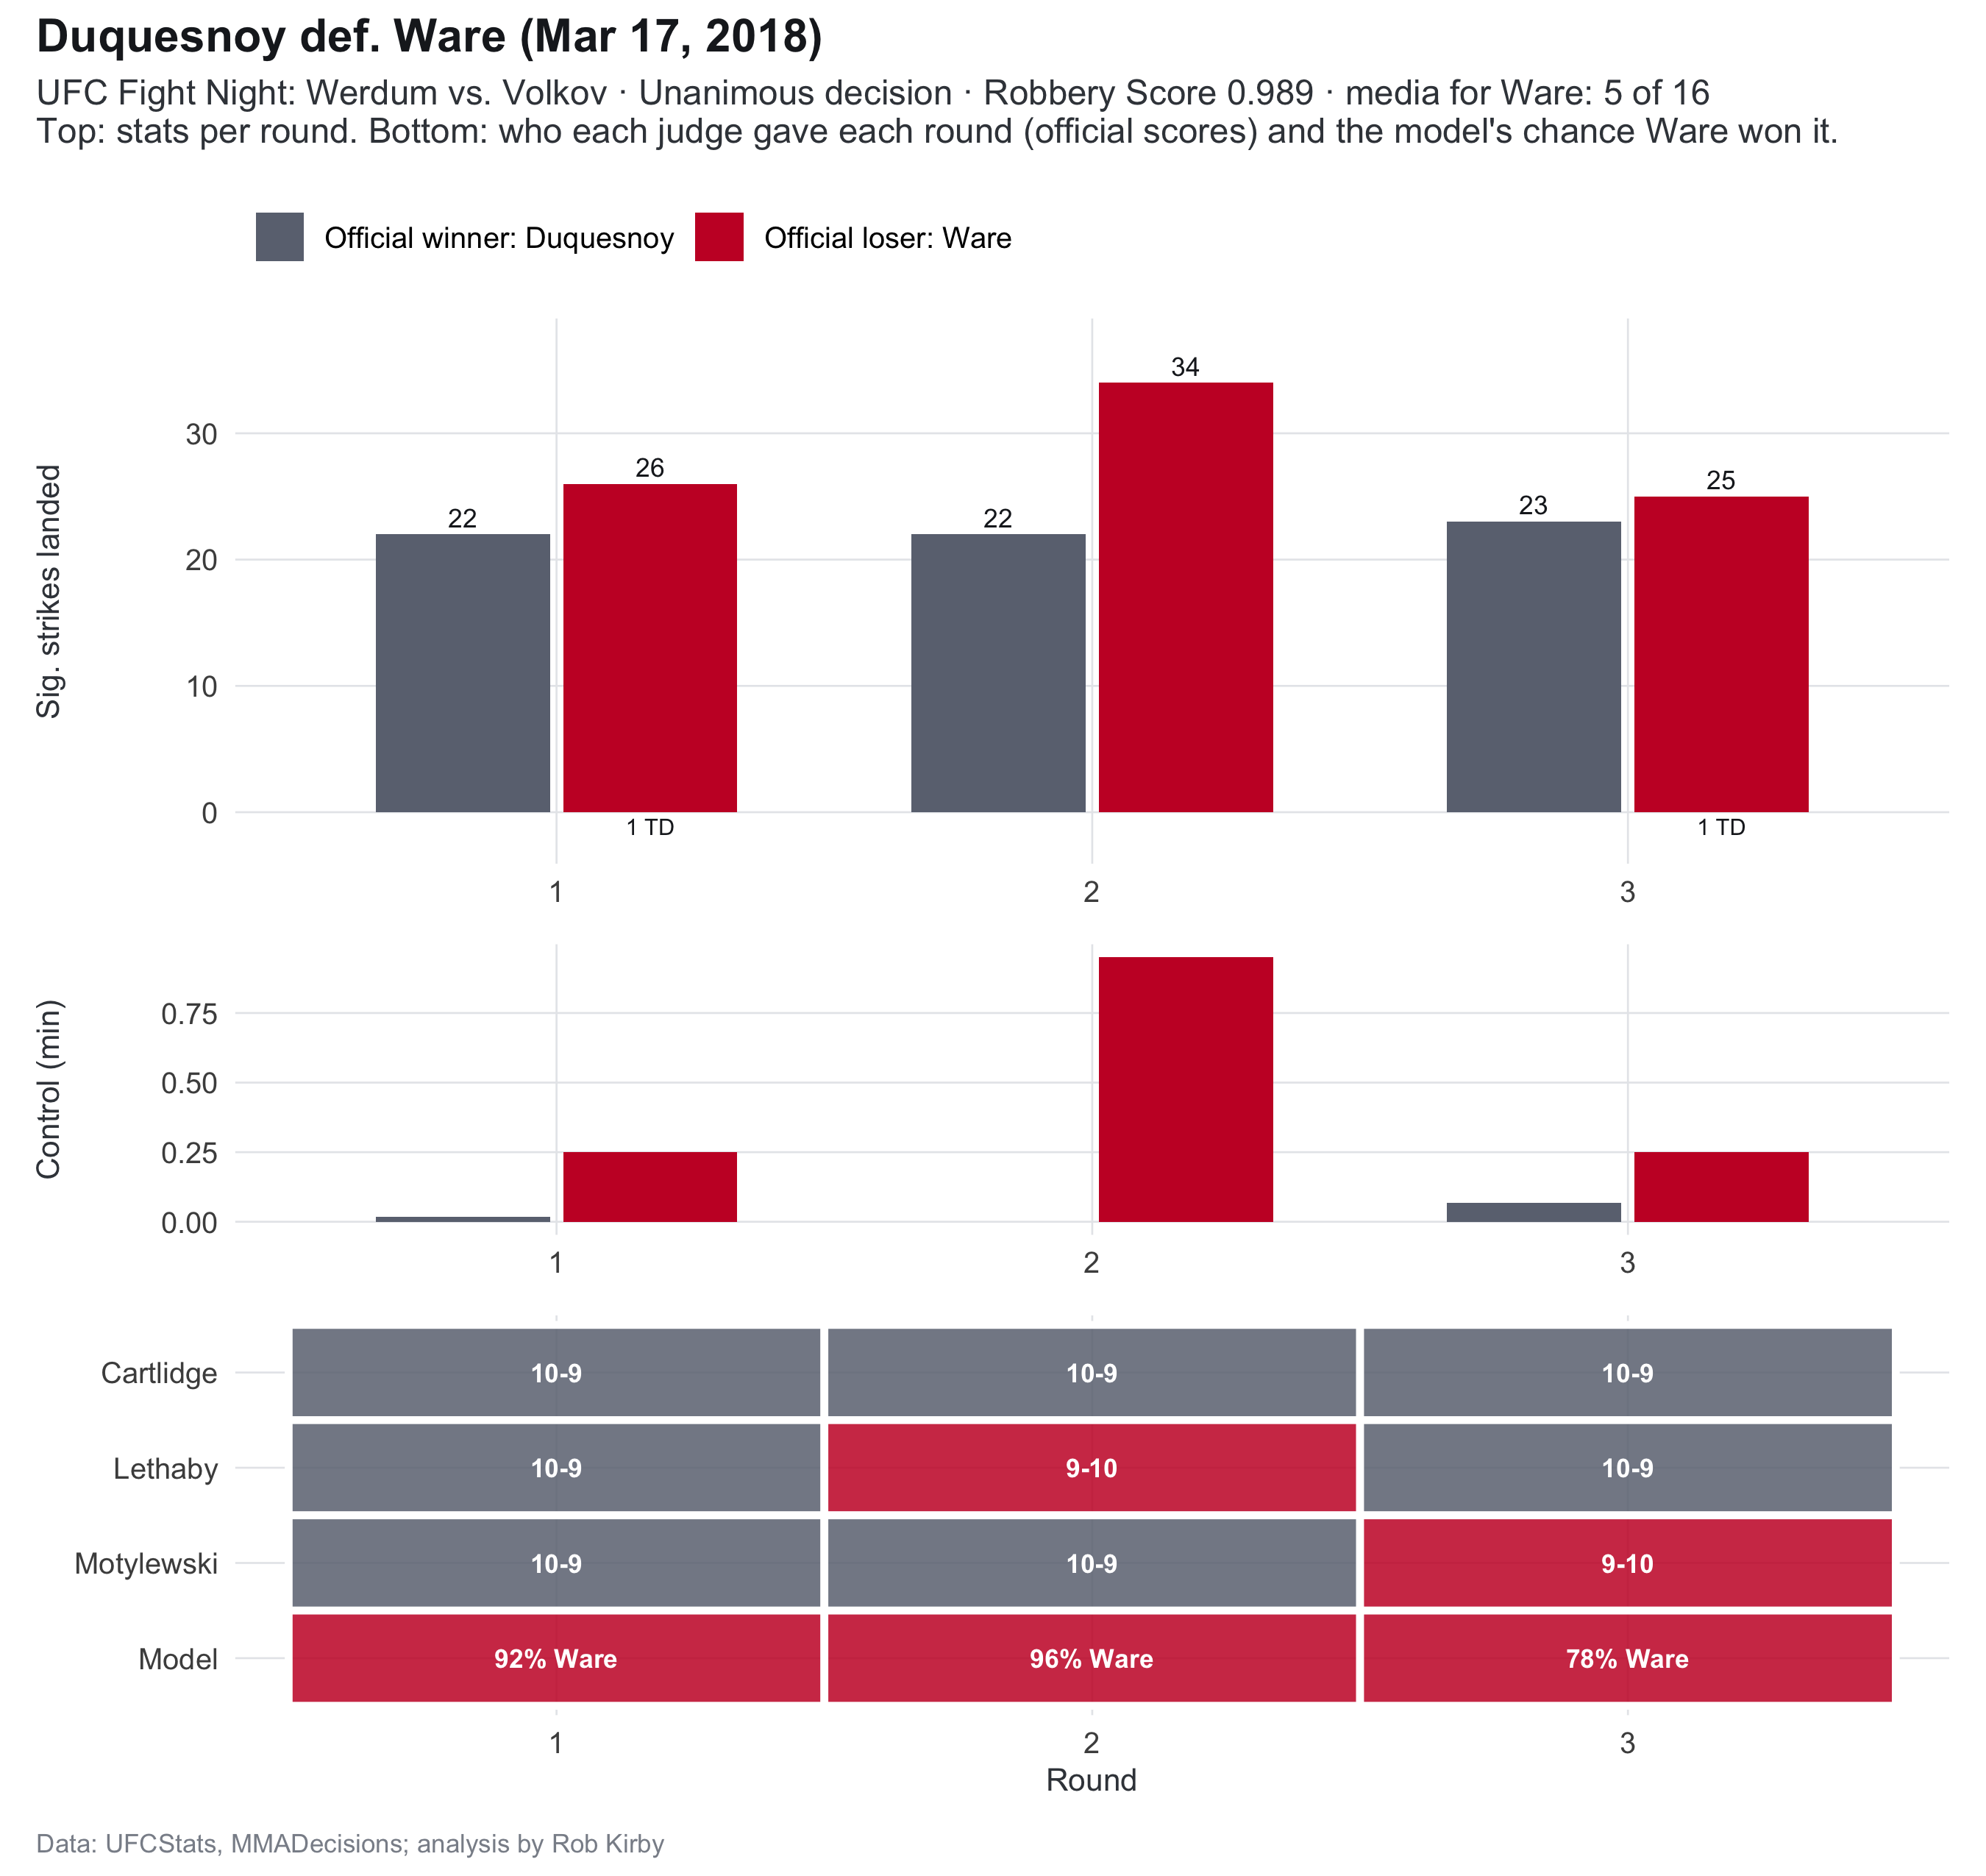 Duquesnoy def. Ware (Mar 17, 2018)
UFC Fight Night: Werdum vs. Volkov · Unanimous decision · Robbery Score 0.989 · media for Ware: 5 of 16
Top: stats per round. Bottom: who each judge gave each round (official scores) and the model's chance Ware won it.
Official winner: Duquesnoy Official loser: Ware
Sig. strikes landed
30
20
10
0
22 26 22 34 23 25
1 TD 1 TD
1 2 3
Control (min)
0.75
0.50
0.25
0.00
1 2 3
Cartlidge 10-9 10-9 10-9
Lethaby 10-9 9-10 10-9
Motylewski 10-9 10-9 9-10
Model 92% Ware 96% Ware 78% Ware
1 2 3
Round
Data: UFCStats, MMADecisions; analysis by Rob Kirby